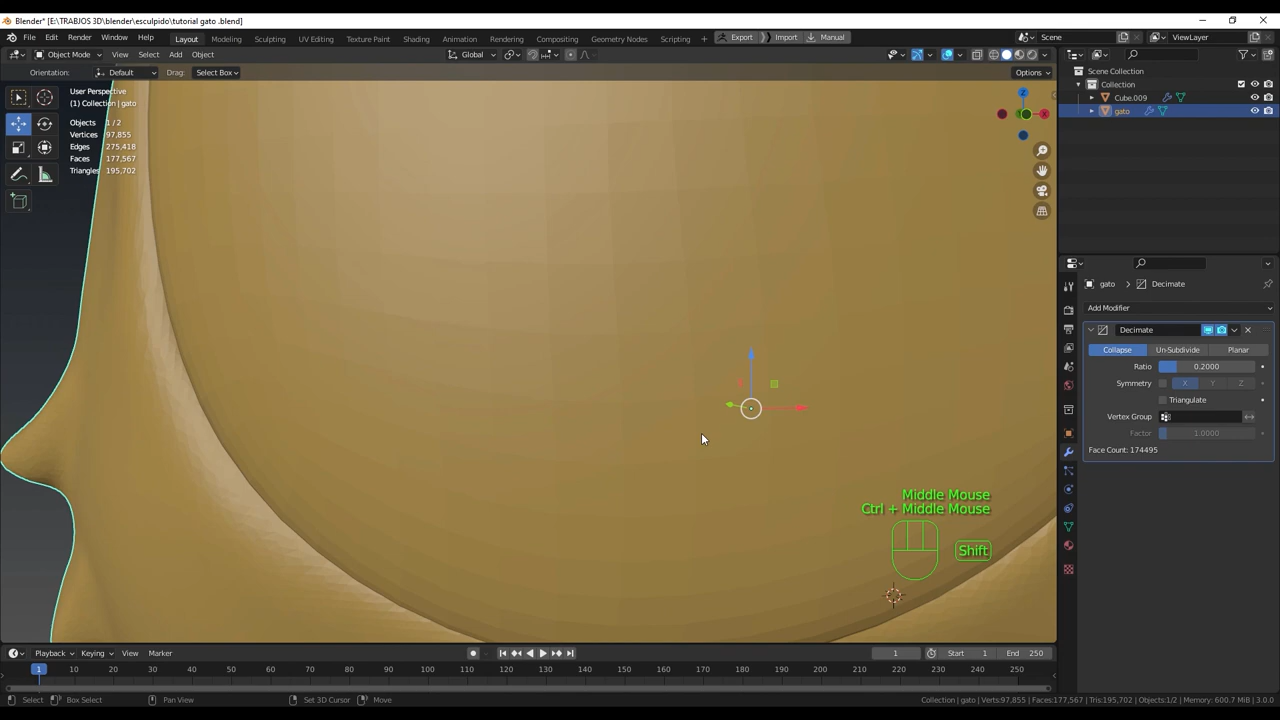 Blender* [E:\TRABJOS 3D\blender\esculpido\tutorial gato .blend]
File Edit Render Window Help Layout Modeling Sculpting UV Editing Texture Paint Shading Animation Rendering Compositing Geometry Nodes Scripting + Export Import Manual Scene ViewLayer
Object Mode View Select Add Object Global
Orientation: Default Drag: Select Box Options
User Perspective
(1) Collection | gato
Objects 1 / 2
Vertices 97,855
Edges 275,418
Faces 177,567
Triangles 195,702
Z
X
Scene Collection
Collection
Cube.009
gato
gato > Decimate
Add Modifier
Decimate
Collapse Un-Subdivide Planar
Ratio 0.2000
Symmetry X Y Z
Triangulate
Vertex Group
Factor 1.0000
Face Count: 174495
Middle Mouse
Ctrl + Middle Mouse
Shift
Playback Keying View Marker 1 Start 1 End 250
1 10 20 30 40 50 60 70 80 90 100 110 120 130 140 150 160 170 180 190 200 210 220 230 240 250
Select Box Select Pan View Set 3D Cursor Move Collection | gato | Verts:97,855 | Faces:177,567 | Tris:195,702 | Objects:1/2 | Memory: 600.7 MiB | 3.0.0